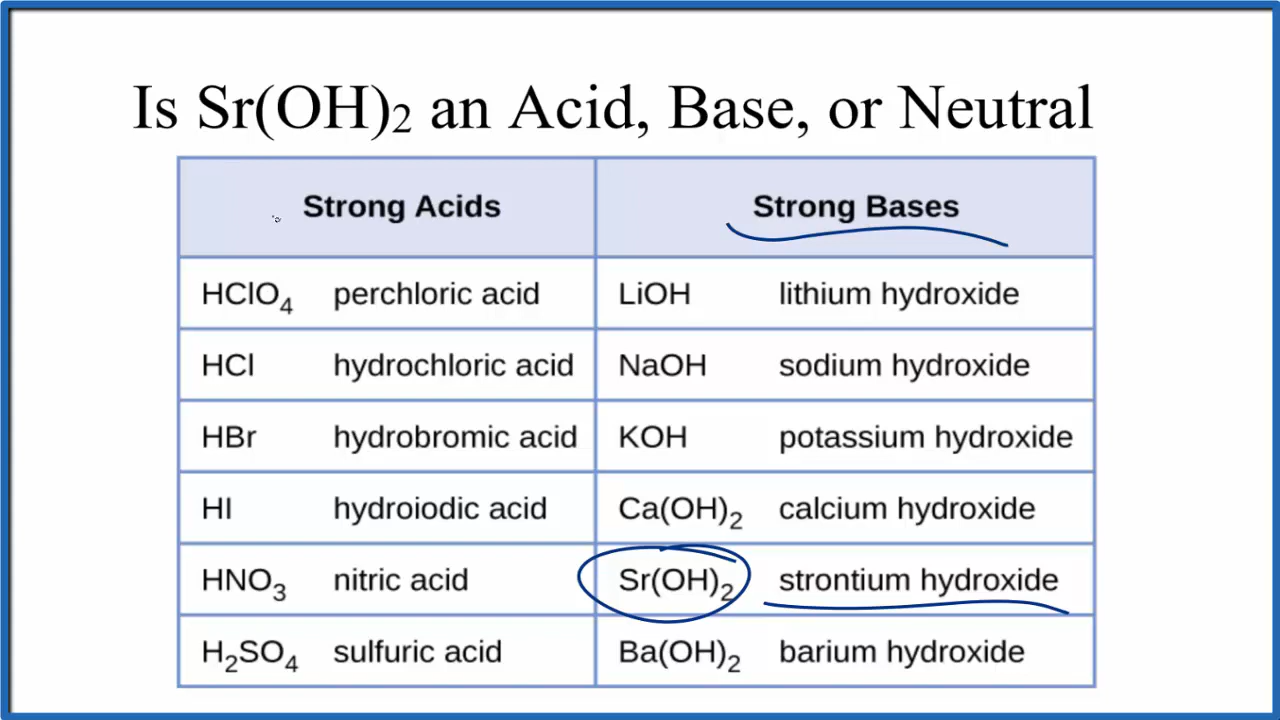 Is Sr(OH)₂ an Acid, Base, or Neutral
Strong Acids Strong Bases
HClO₄ perchloric acid LiOH lithium hydroxide
HCl hydrochloric acid NaOH sodium hydroxide
HBr hydrobromic acid KOH potassium hydroxide
HI hydroiodic acid Ca(OH)₂ calcium hydroxide
HNO₃ nitric acid Sr(OH)₂ strontium hydroxide
H₂SO₄ sulfuric acid Ba(OH)₂ barium hydroxide